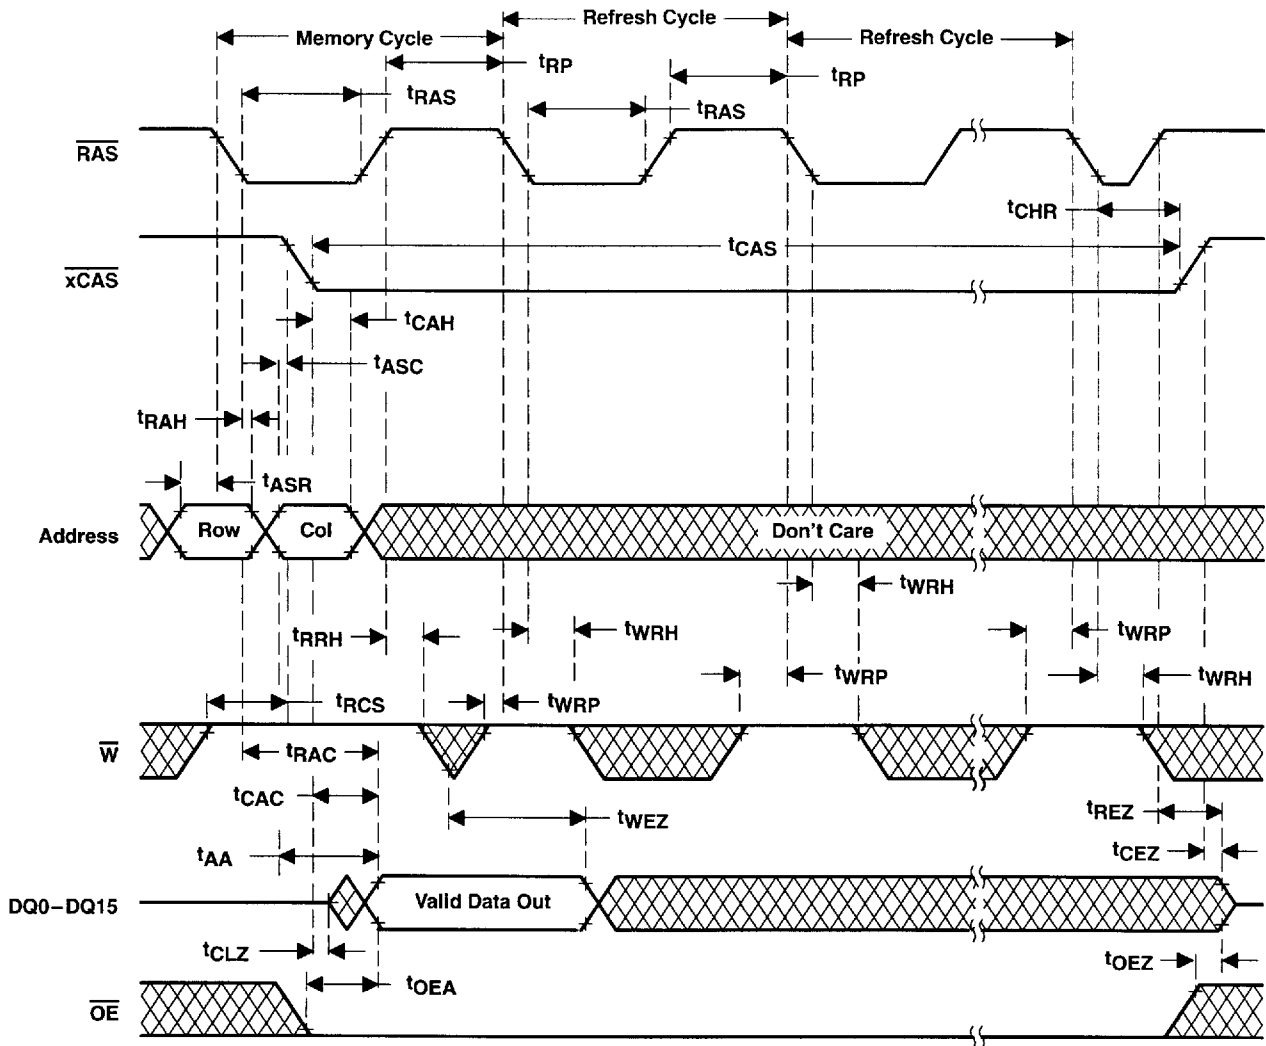 Refresh Cycle
Memory Cycle
Refresh Cycle
tRP
tRP
tRAS
tRAS
RAS
tCHR
tCAS
xCAS
tCAH
tASC
tRAH
tASR
Row
Col
Address
Don't Care
tWRH
tRRH
tWRH
tWRP
tWRP
tWRH
tRCS
tWRP
W
tRAC
tCAC
tREZ
tWEZ
tAA
tCEZ
DQ0–DQ15
Valid Data Out
tCLZ
tOEZ
tOEA
OE